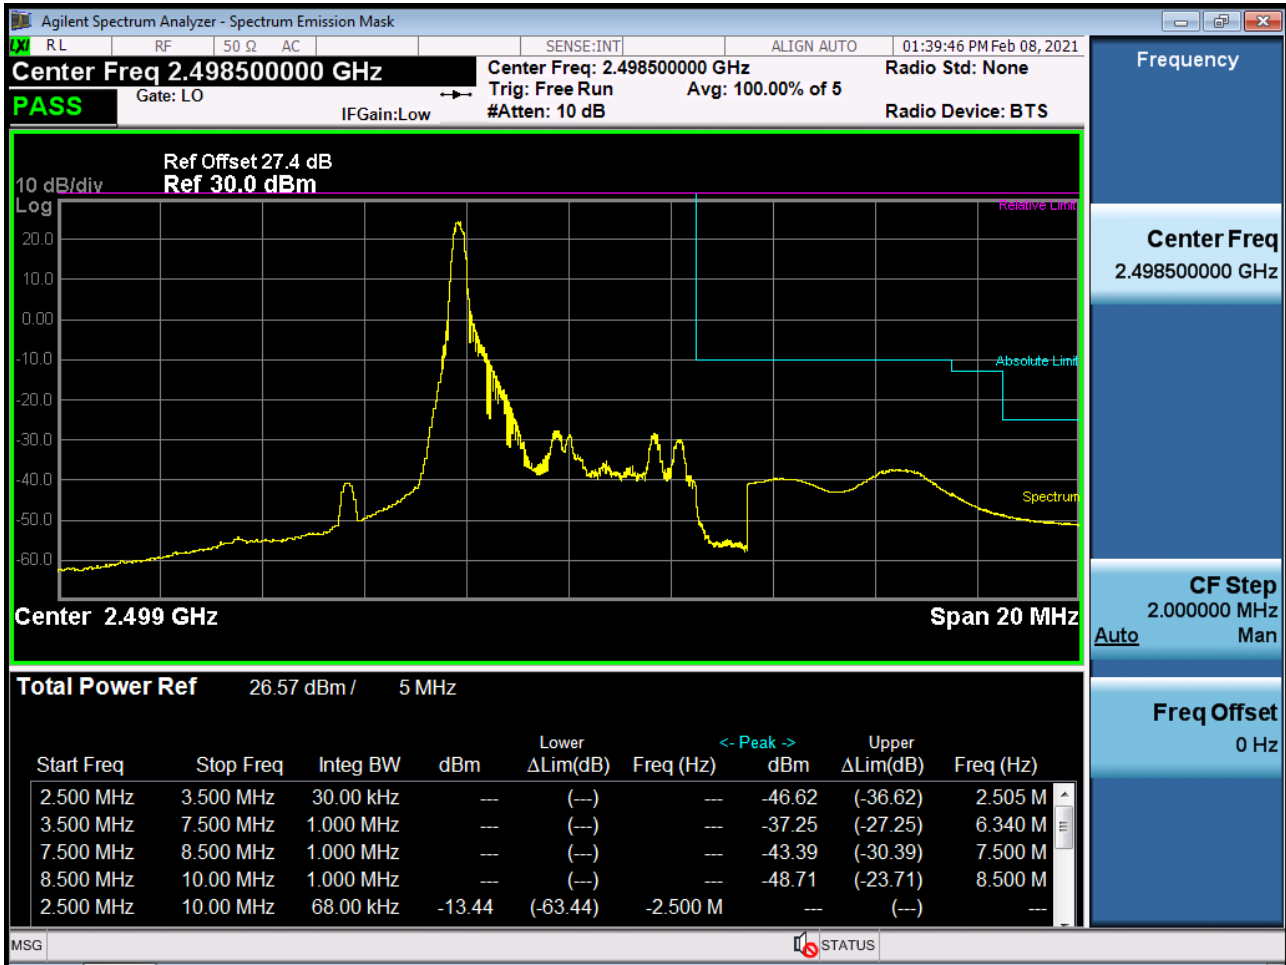 Agilent Spectrum Analyzer - Spectrum Emission Mask
LXI RL RF 50 Ω AC SENSE:INT ALIGN AUTO 01:39:46 PM Feb 08, 2021
Center Freq 2.498500000 GHz
Center Freq: 2.498500000 GHz
Radio Std: None
PASS
Gate: LO
Trig: Free Run
Avg: 100.00% of 5
IFGain:Low
#Atten: 10 dB
Radio Device: BTS
Ref Offset 27.4 dB
10 dB/div Ref 30.0 dBm
Log
Relative Limit
20.0
10.0
0.00
-10.0
Absolute Limit
-20.0
-30.0
-40.0
Spectrum
-50.0
-60.0
Center 2.499 GHz Span 20 MHz
Total Power Ref 26.57 dBm / 5 MHz
Lower <- Peak -> Upper
Start Freq Stop Freq Integ BW dBm ΔLim(dB) Freq (Hz) dBm ΔLim(dB) Freq (Hz)
2.500 MHz 3.500 MHz 30.00 kHz --- (---) --- -46.62 (-36.62) 2.505 M
3.500 MHz 7.500 MHz 1.000 MHz --- (---) --- -37.25 (-27.25) 6.340 M
7.500 MHz 8.500 MHz 1.000 MHz --- (---) --- -43.39 (-30.39) 7.500 M
8.500 MHz 10.00 MHz 1.000 MHz --- (---) --- -48.71 (-23.71) 8.500 M
2.500 MHz 10.00 MHz 68.00 kHz -13.44 (-63.44) -2.500 M --- (---) ---
MSG STATUS
Frequency
Center Freq
2.498500000 GHz
CF Step
2.000000 MHz
Auto Man
Freq Offset
0 Hz